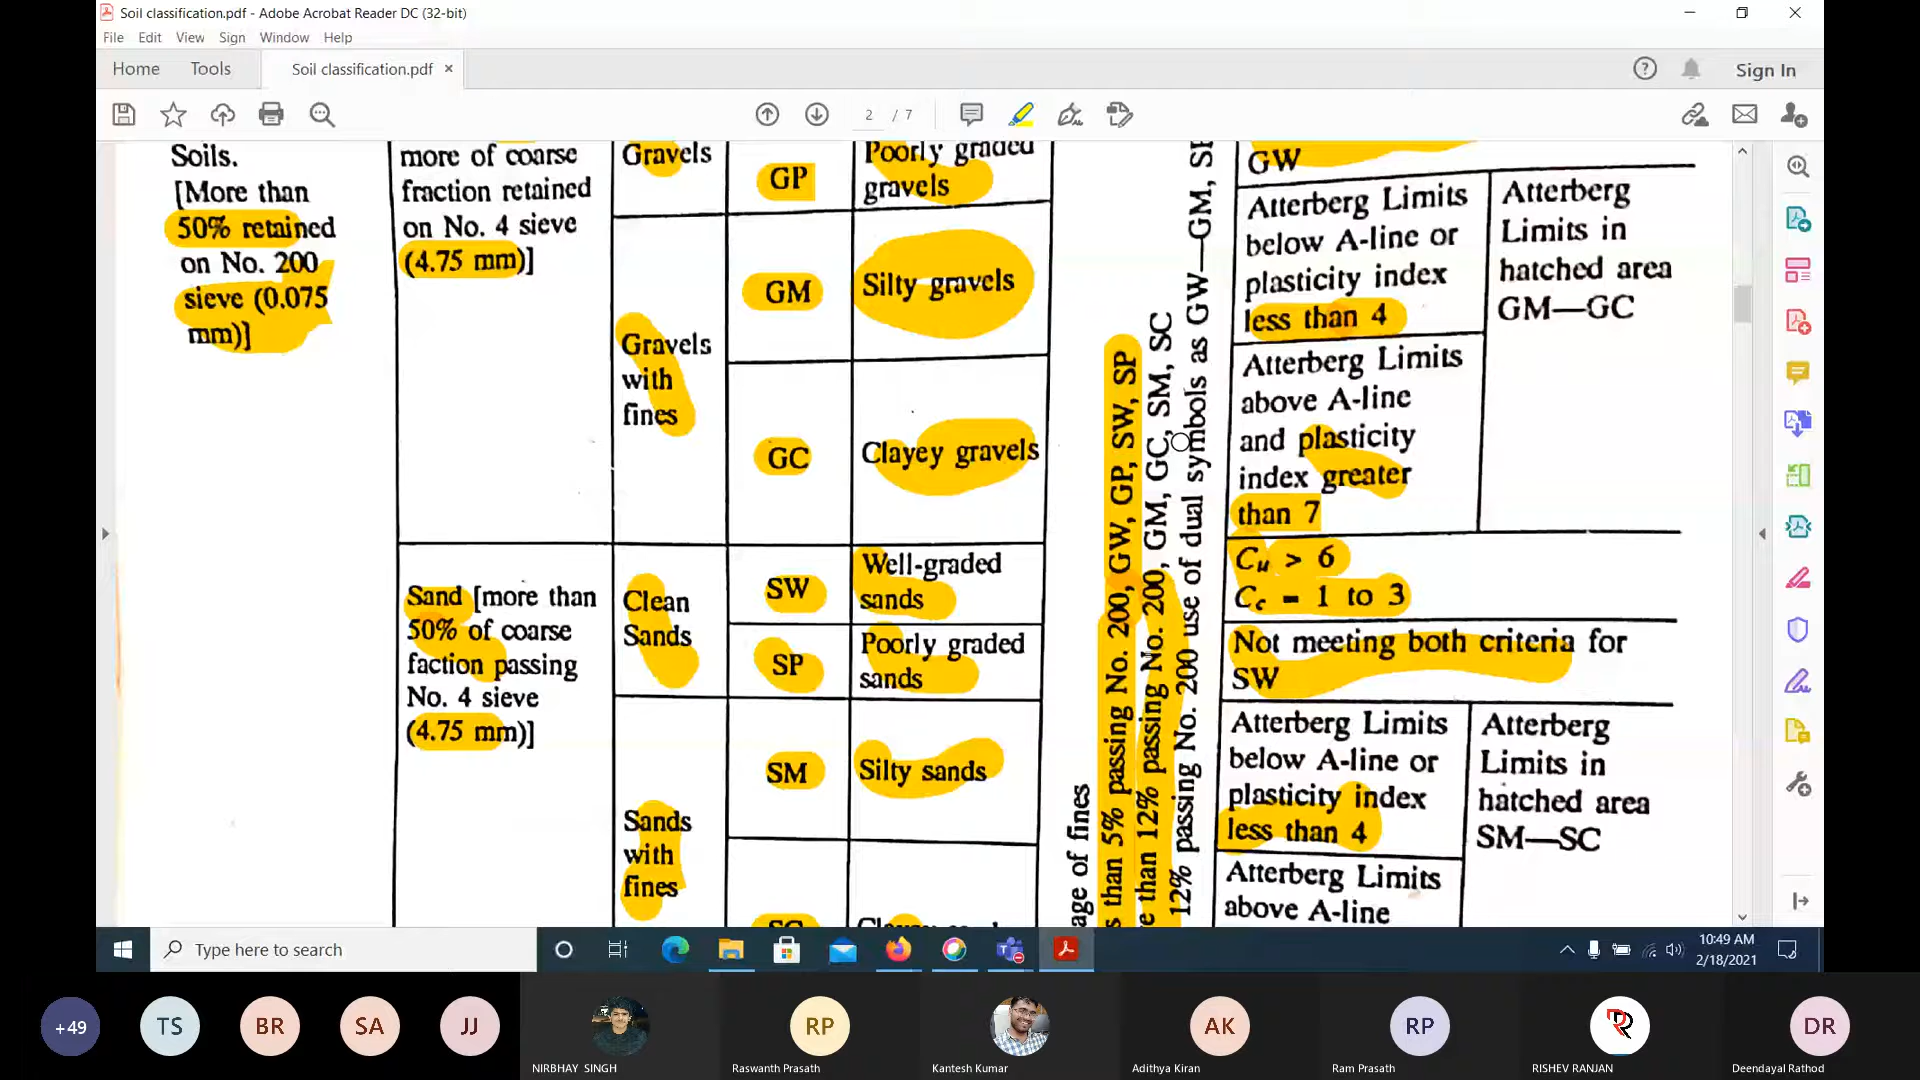 Soil classification.pdf - Adobe Acrobat Reader DC (32-bit)
File Edit View Sign Window Help
Home Tools Soil classification.pdf × Sign In
2 / 7
Soils.
[More than
50% retained
on No. 200
sieve (0.075
mm)]
more of coarse
fraction retained
on No. 4 sieve
(4.75 mm)]
Gravels
GP
Poorly graded
gravels
Gravels
with
fines
GM
Silty gravels
GC
Clayey gravels
Sand [more than
50% of coarse
faction passing
No. 4 sieve
(4.75 mm)]
Clean
Sands
SW
Well-graded
sands
SP
Poorly graded
sands
Sands
with
fines
SM
Silty sands
age of fines
s than 5% passing No. 200, GW, GP, SW, SP
e than 12% passing No. 200, GM, GC, SM, SC
12% passing No. 200 use of dual symbols as GW—GM, SP
GW
Atterberg Limits
below A-line or
plasticity index
less than 4
Atterberg
Limits in
hatched area
GM—GC
Atterberg Limits
above A-line
and plasticity
index greater
than 7
Cu > 6
Cc = 1 to 3
Not meeting both criteria for
SW
Atterberg Limits
below A-line or
plasticity index
less than 4
Atterberg
Limits in
hatched area
SM—SC
Atterberg Limits
above A-line
Type here to search
10:49 AM
2/18/2021
+49 TS BR SA JJ RP AK RP DR
NIRBHAY SINGH Raswanth Prasath Kantesh Kumar Adithya Kiran Ram Prasath RISHEV RANJAN Deendayal Rathod